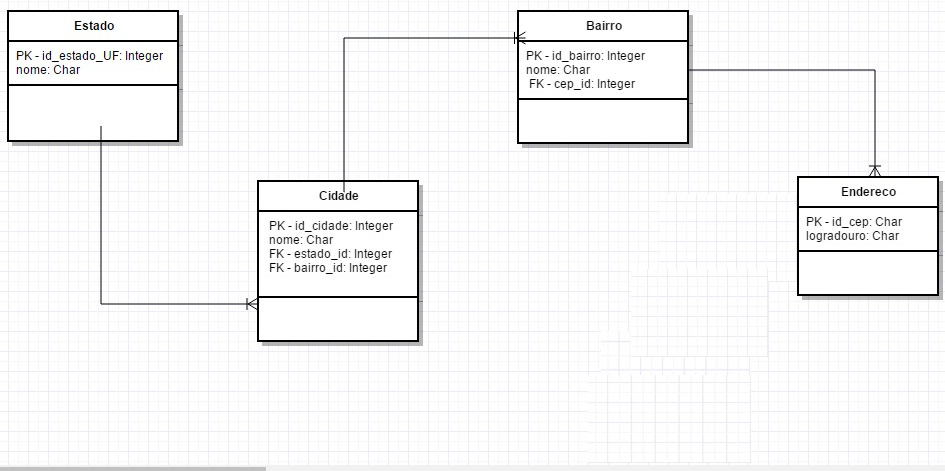 Estado
PK - id_estado_UF: Integer
nome: Char
Bairro
PK - id_bairro: Integer
nome: Char
FK - cep_id: Integer
Cidade
PK - id_cidade: Integer
nome: Char
FK - estado_id: Integer
FK - bairro_id: Integer
Endereco
PK - id_cep: Char
logradouro: Char